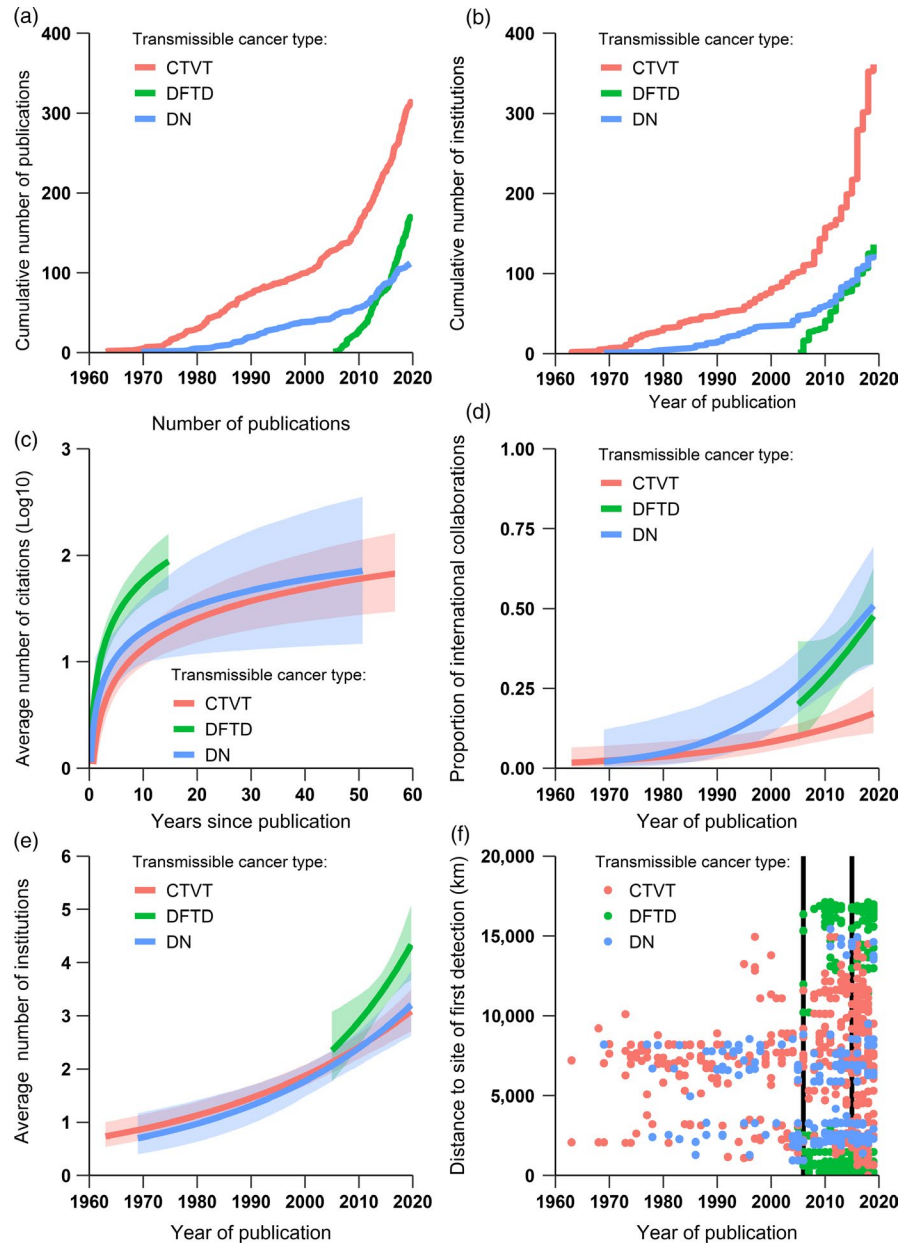 (a)
Transmissible cancer type:
CTVT
DFTD
DN
Cumulative number of publications
400
300
200
100
0
1960 1970 1980 1990 2000 2010 2020
Number of publications
(b)
Transmissible cancer type:
CTVT
DFTD
DN
Cumulative number of institutions
400
300
200
100
0
1960 1970 1980 1990 2000 2010 2020
Year of publication
(c)
Average number of citations (Log10)
3
2
1
0
Transmissible cancer type:
CTVT
DFTD
DN
0 10 20 30 40 50 60
Years since publication
(d)
Transmissible cancer type:
CTVT
DFTD
DN
Proportion of international collaborations
1.00
0.75
0.50
0.25
0.00
1960 1970 1980 1990 2000 2010 2020
Year of publication
(e)
Transmissible cancer type:
CTVT
DFTD
DN
Average number of institutions
6
5
4
3
2
1
0
1960 1970 1980 1990 2000 2010 2020
Year of publication
(f)
Transmissible cancer type:
CTVT
DFTD
DN
Distance to site of first detection (km)
20,000
15,000
10,000
5,000
0
1960 1970 1980 1990 2000 2010 2020
Year of publication